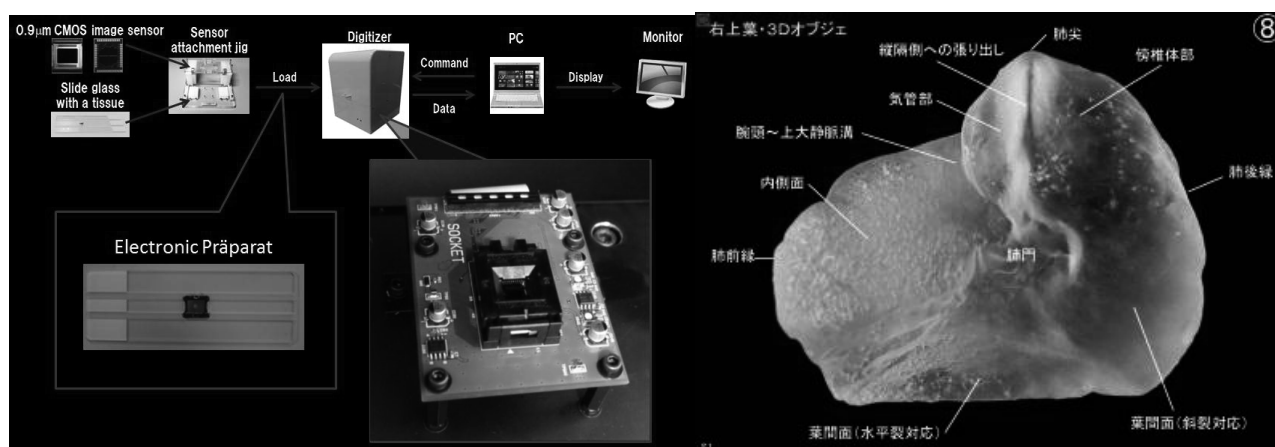 0.9μm CMOS image sensor
Sensor
attachment jig
Slide glass
with a tissue
Load
Digitizer
Command
Data
PC
Display
Monitor
Electronic Präparat
SOCKET
右上葉・3Dオブジェ
⑧
肺尖
縦隔側への張り出し
傍椎体部
気管部
腕頭～上大静脈溝
内側面
肺後縁
肺前縁
肺門
葉間面(水平裂対応)
葉間面(斜裂対応)